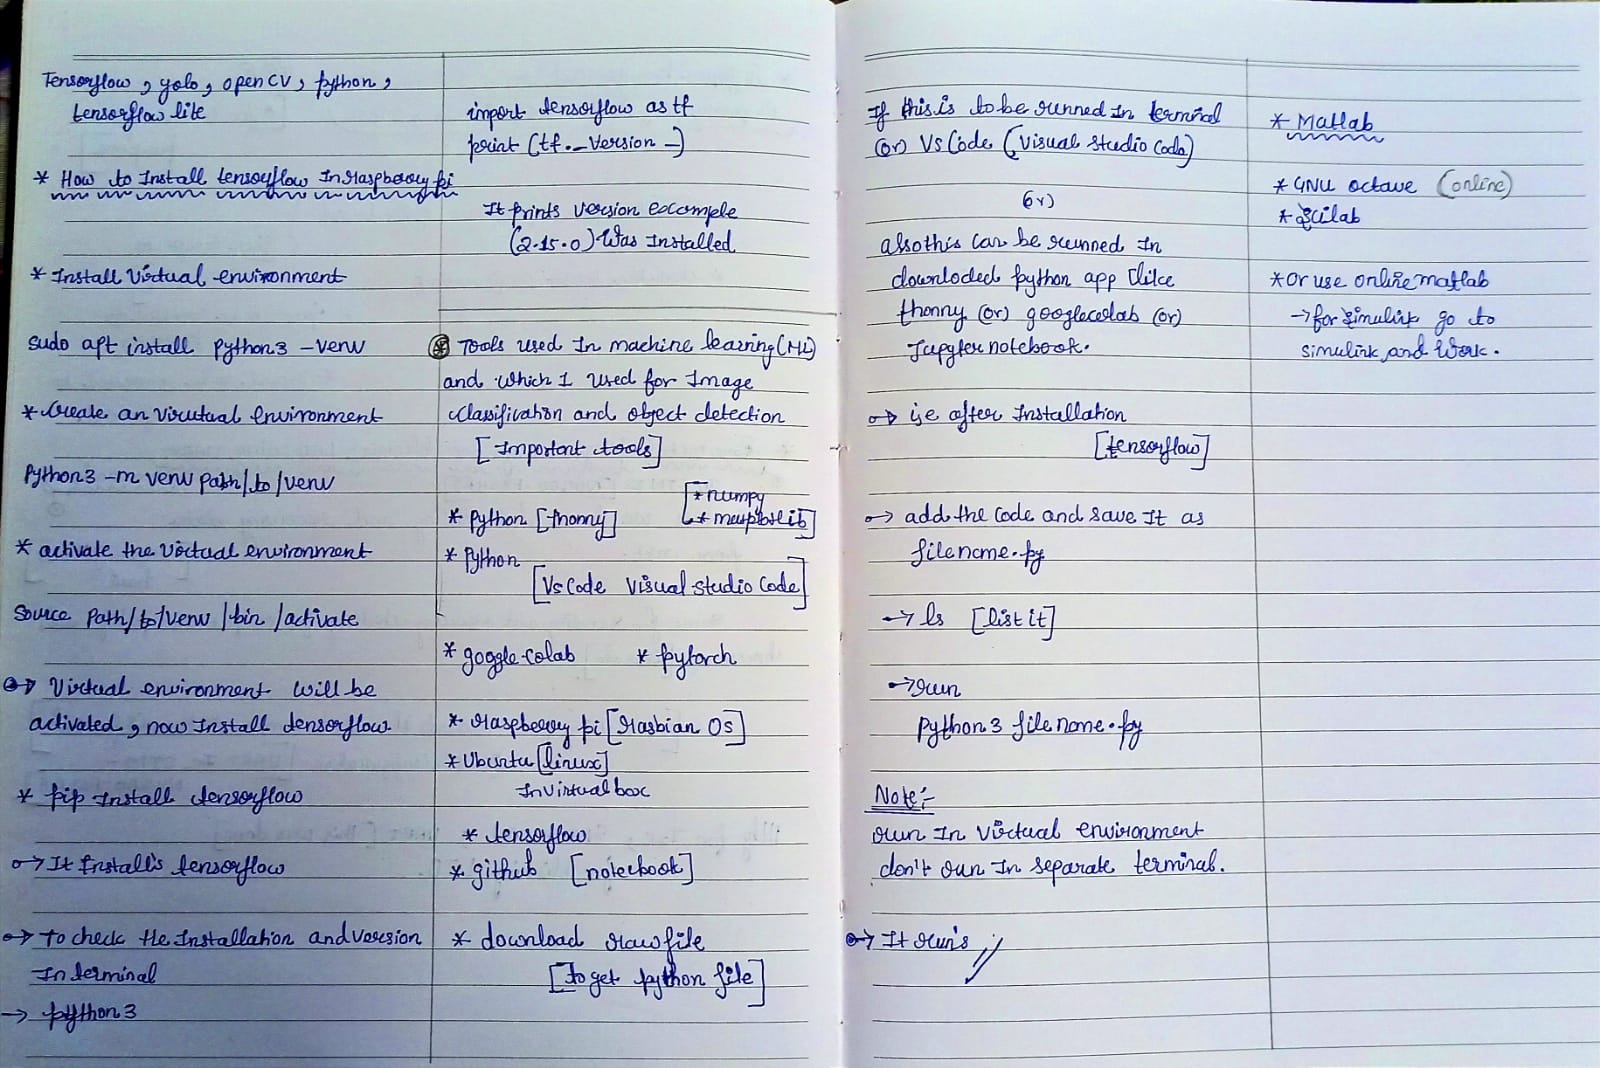 Tensorflow, yolo, openCV, python,
tensorflow lite
* How to Install tensorflow In raspberry pi
* Install Virtual environment
sudo apt install python3 -venv
* Create an virutual Environment
Python3 -m venv path/to/venv
* activate the Virtual environment
Source Path/to/venv/bin/activate
→ Virtual environment will be
activated, now Install tensorflow
* pip Install tensorflow
→ It Installs tensorflow
→ To check the Installation and version
In terminal
→ python3
import tensorflow as tf
print (tf._version_)
It prints version example
(2.15.0) Was Installed
* Tools used In machine learning (ML)
and which I used for Image
Classification and object detection
[Important tools]
* Python [thonny]
[* numpy
* matplotlib]
* Python
[Vs Code Visual Studio Code]
* goggle colab * pytorch
* raspberry pi [Rasbian OS]
* Ubuntu [linux]
In virtual box
* tensorflow
* github [notebook]
* download raw file
[to get python file]
If this is to be runned In terminal
(or) Vs Code (Visual Studio Code)
(or)
also this can be runned In
downloded python app like
thonny (or) googlecolab (or)
Jupyter notebook.
→ i.e after Installation
[tensorflow]
→ add the Code and save It as
filename.py
→ ls [list it]
→ run
python3 filename.py
Note:-
run In Virtual environment
don't run In separate terminal.
→ It run's //
* Matlab
* GNU octave (online)
* Scilab
* Or use online matlab
→ for simulink go to
simulink and work.